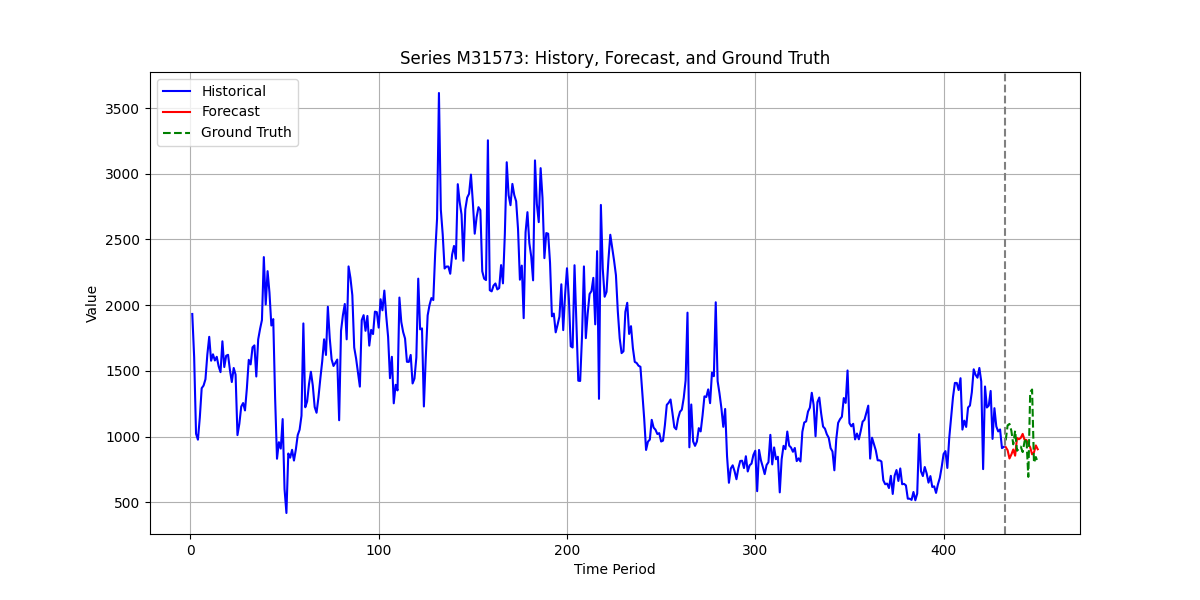 Series M31573: History, Forecast, and Ground Truth
Historical
Forecast
Ground Truth
3500
3000
2500
2000
1500
1000
500
Value
0
100
200
300
400
Time Period